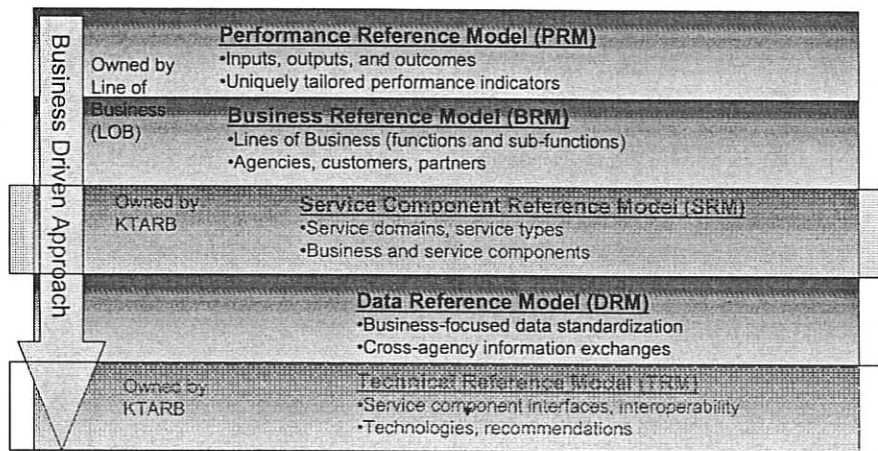 Business Driven Approach
Performance Reference Model (PRM)
•Inputs, outputs, and outcomes
•Uniquely tailored performance indicators
Owned by
Line of
Business
(LOB)
Business Reference Model (BRM)
•Lines of Business (functions and sub-functions)
•Agencies, customers, partners
Owned by
KTARB
Service Component Reference Model (SRM)
•Service domains, service types
•Business and service components
Data Reference Model (DRM)
•Business-focused data standardization
•Cross-agency information exchanges
Owned by
KTARB
Technical Reference Model (TRM)
•Service component interfaces, interoperability
•Technologies, recommendations